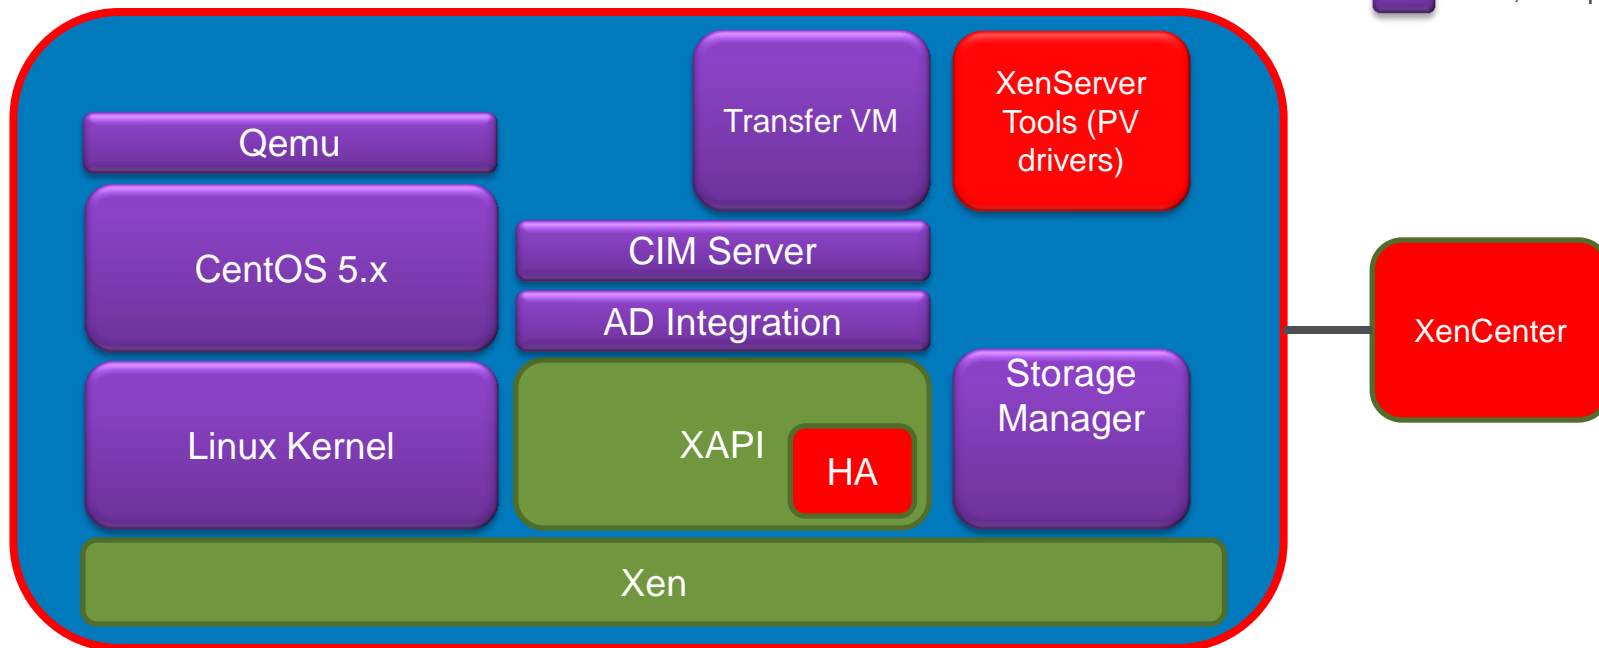 Transfer VM
XenServer
Tools (PV
drivers)
Qemu
CentOS 5.x
CIM Server
AD Integration
XenCenter
Storage
Manager
Linux Kernel
XAPI
HA
Xen